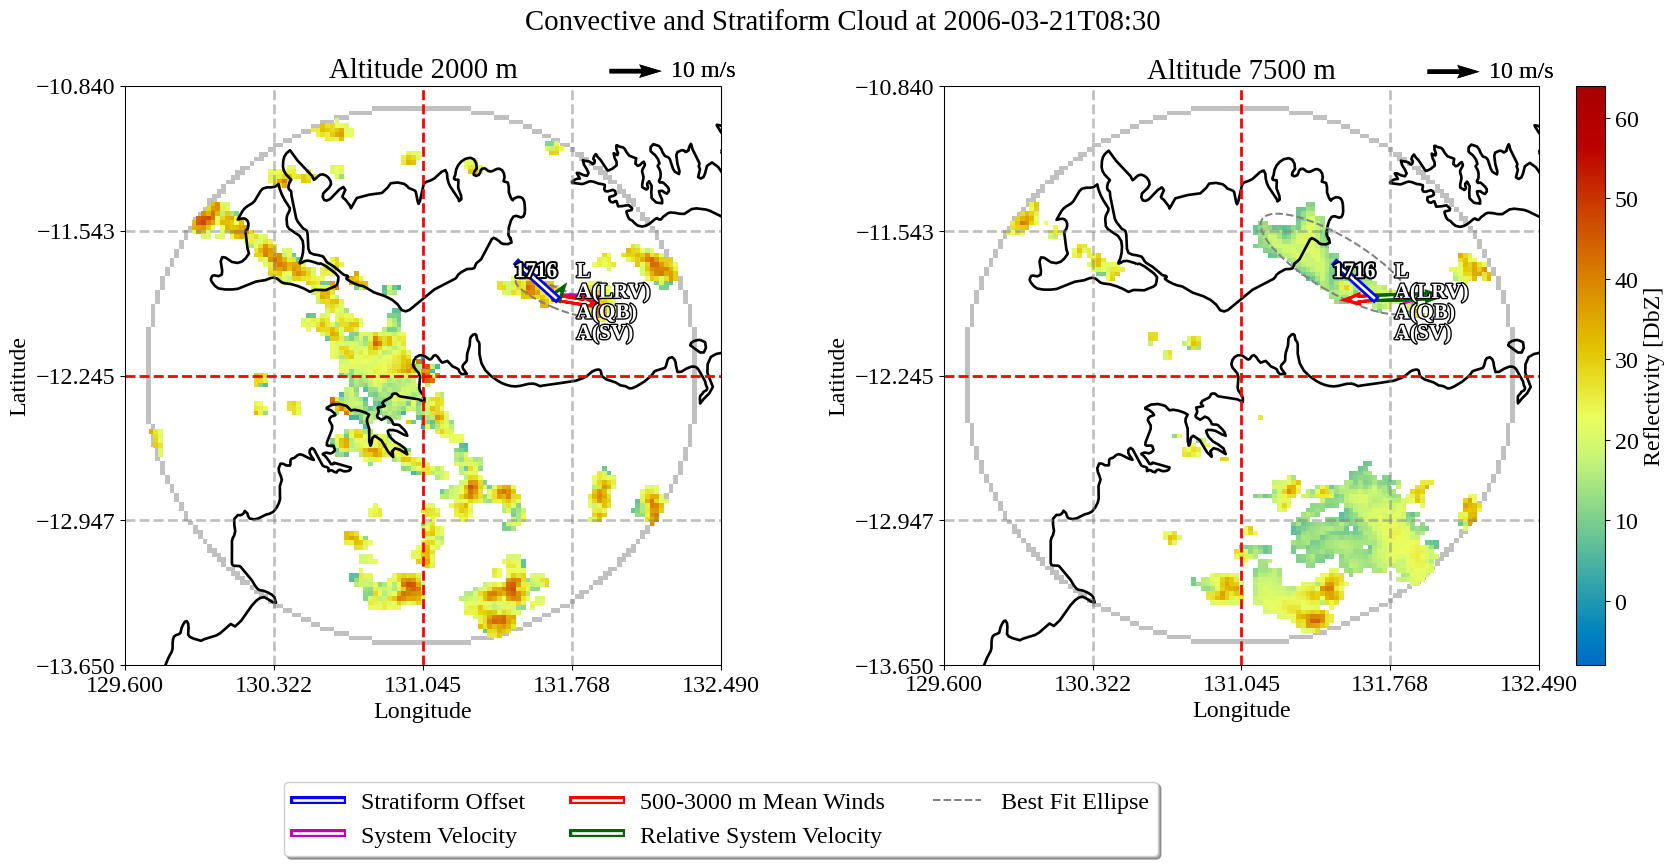 Convective and Stratiform Cloud at 2006-03-21T08:30
Altitude 2000 m
10 m/s
−10.840
−11.543
−12.245
−12.947
−13.650
Latitude
129.600
130.322
131.045
131.768
132.490
Longitude
1716
L
A(LRV)
A(QB)
A(SV)
Altitude 7500 m
10 m/s
−10.840
−11.543
−12.245
−12.947
−13.650
Latitude
129.600
130.322
131.045
131.768
132.490
Longitude
1716
L
A(LRV)
A(QB)
A(SV)
60
50
40
30
20
10
0
Reflectivity [DbZ]
Stratiform Offset
System Velocity
500-3000 m Mean Winds
Relative System Velocity
Best Fit Ellipse